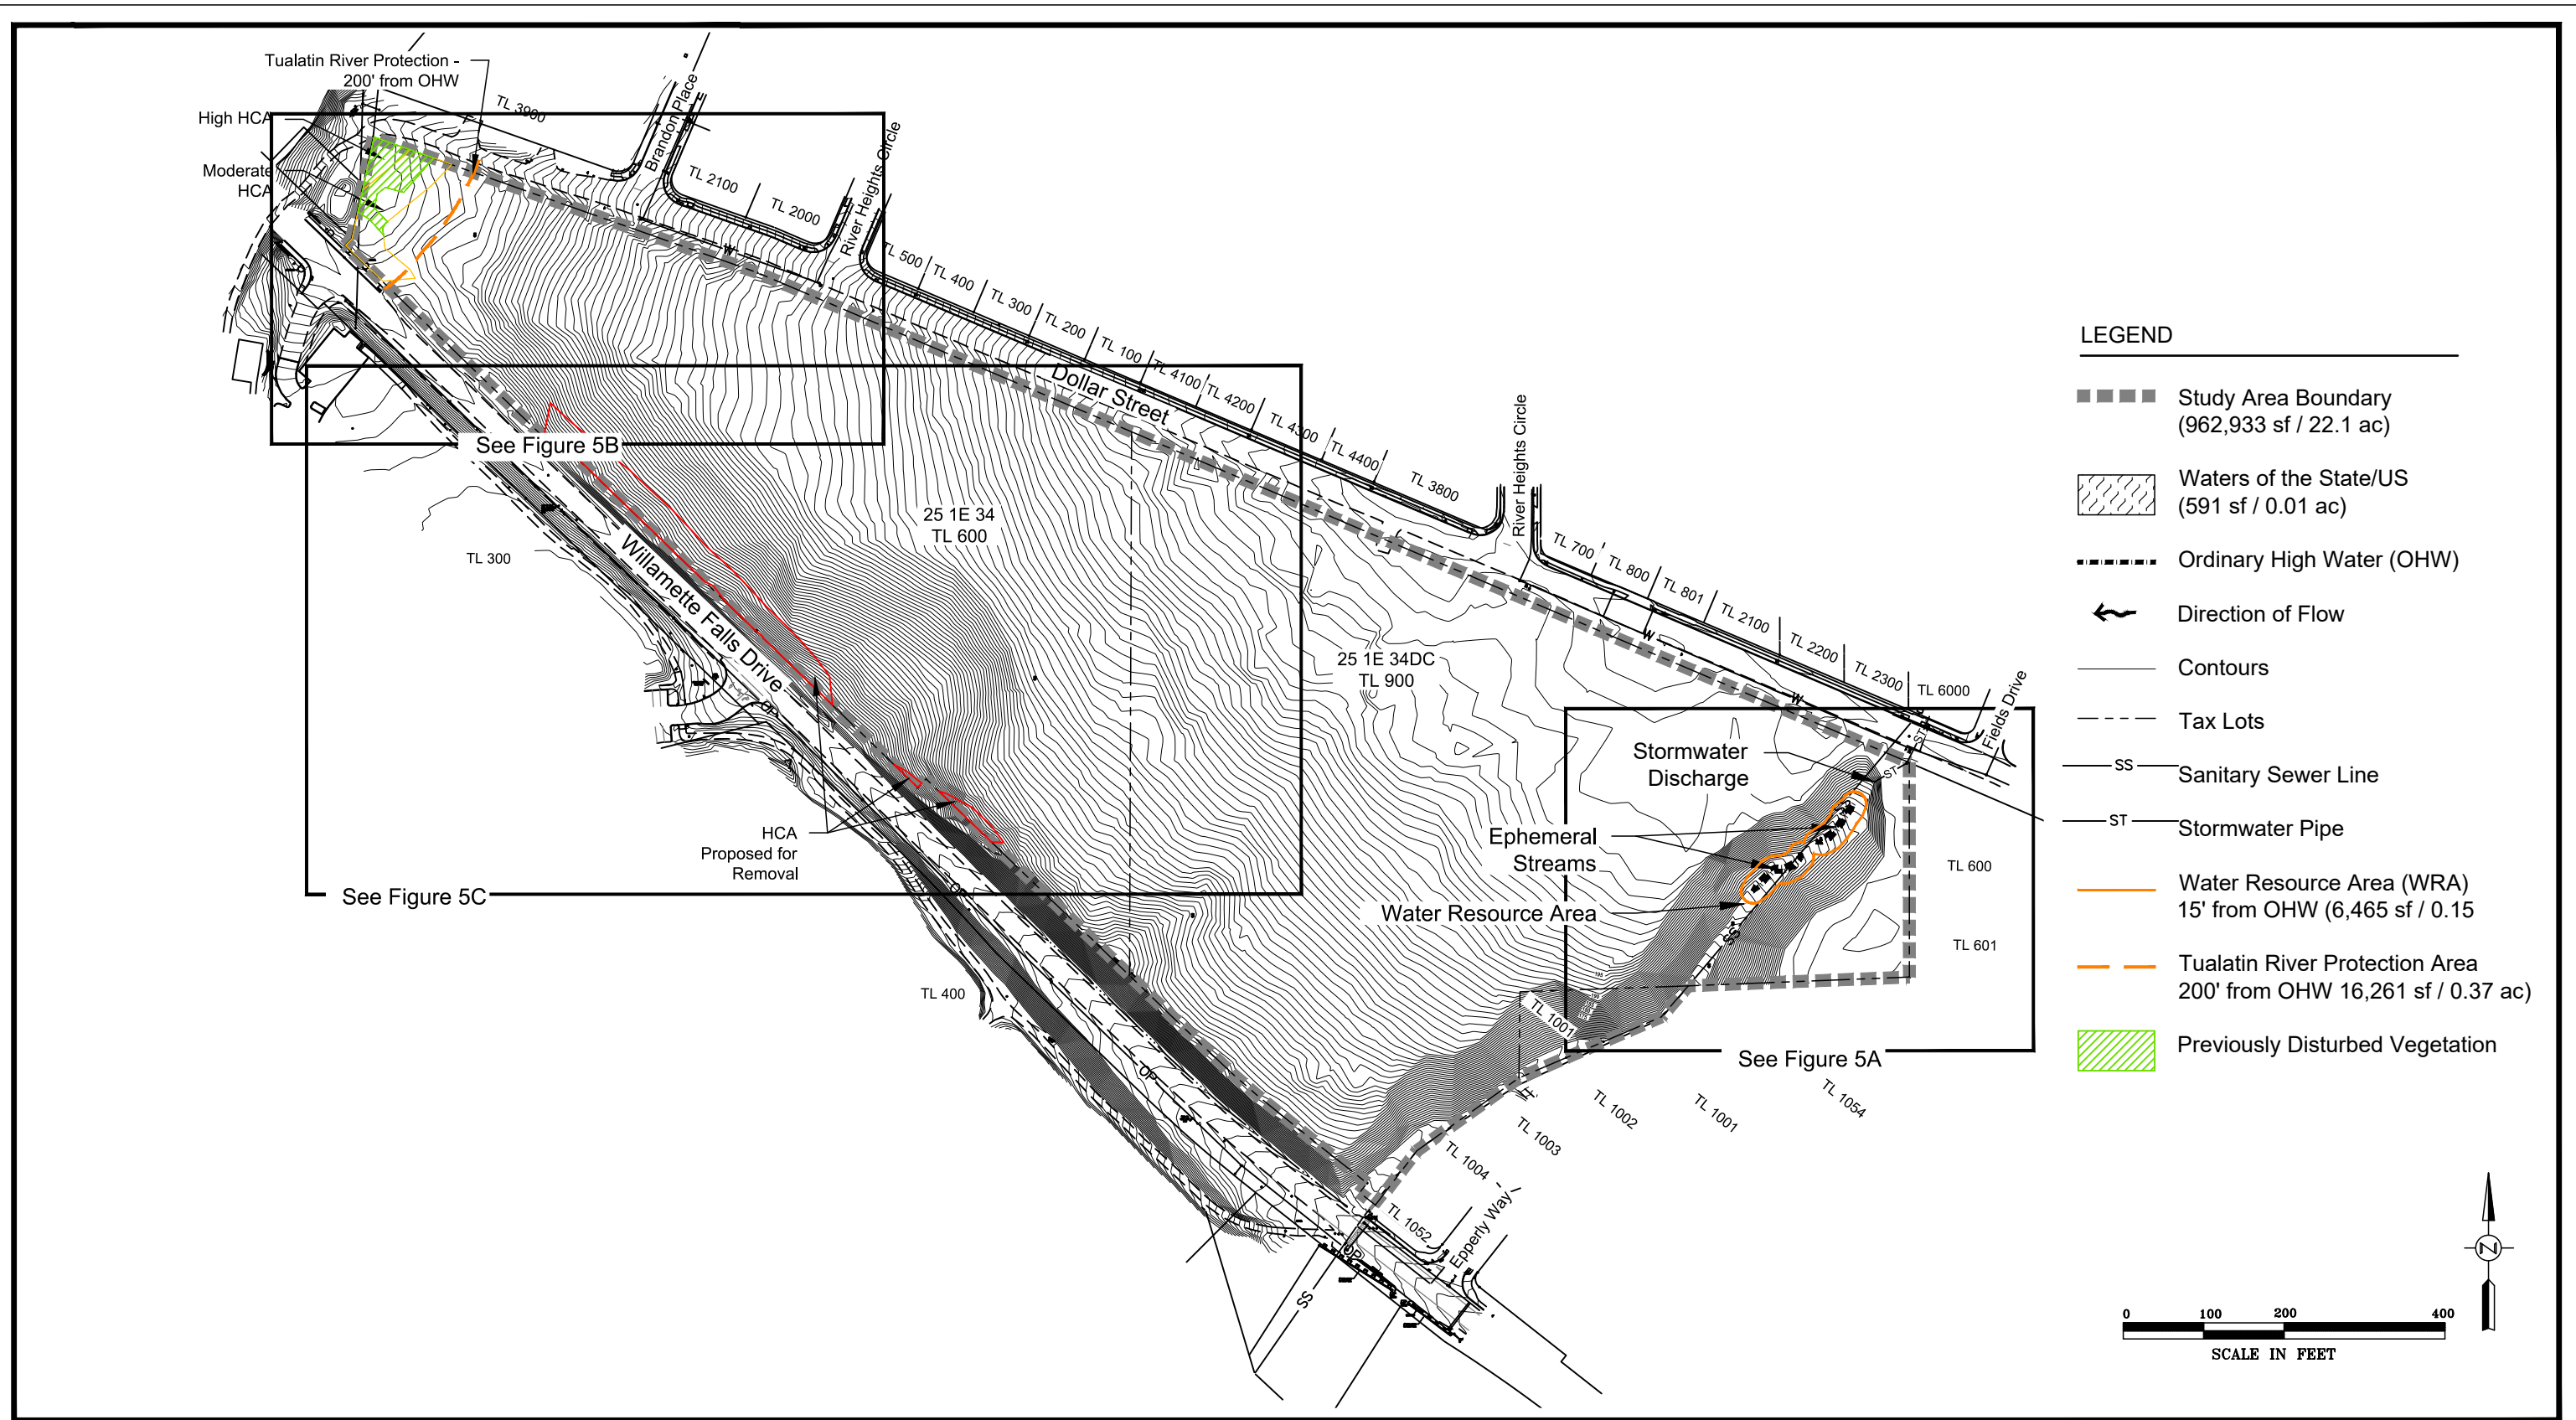 Tualatin River Protection -
200' from OHW
High HCA
Moderate
HCA
TL 3900
Brandon Place
TL 2100
TL 2000
River Heights Circle
W
TL 500
TL 400
TL 300
TL 200
TL 100
TL 4100
TL 4200
TL 4300
TL 4400
TL 3800
Dollar Street
River Heights Circle
TL 700
TL 800
TL 801
TL 2100
TL 2200
TL 2300
TL 6000
Fields Drive
W
W
ST
ST
See Figure 5B
25 1E 34
TL 600
TL 300
Willamette Falls Drive
OP
25 1E 34DC
TL 900
Stormwater
Discharge
Ephemeral
Streams
Water Resource Area
SS
TL 600
TL 601
HCA
Proposed for
Removal
See Figure 5C
OP
TL 400
OP
195
TL 1001
See Figure 5A
TL 1054
TL 1001
TL 1002
TL 1003
TL 1004
TL 1052
Epperly Way
OP
SS
LEGEND
Study Area Boundary
(962,933 sf / 22.1 ac)
Waters of the State/US
(591 sf / 0.01 ac)
Ordinary High Water (OHW)
Direction of Flow
Contours
Tax Lots
SS
Sanitary Sewer Line
ST
Stormwater Pipe
Water Resource Area (WRA)
15' from OHW (6,465 sf / 0.15
Tualatin River Protection Area
200' from OHW 16,261 sf / 0.37 ac)
Previously Disturbed Vegetation
Z
0 100 200 400
SCALE IN FEET